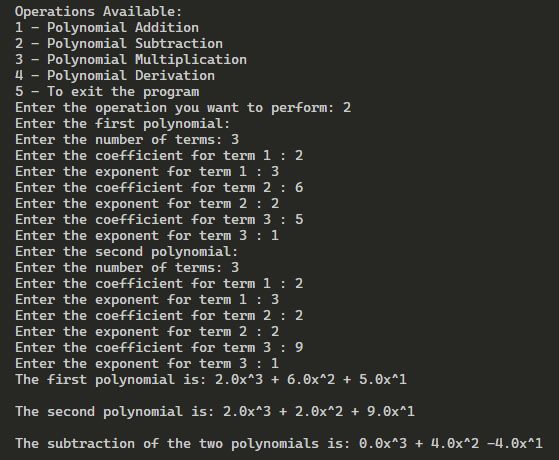 Operations Available:
1 - Polynomial Addition
2 - Polynomial Subtraction
3 - Polynomial Multiplication
4 - Polynomial Derivation
5 - To exit the program
Enter the operation you want to perform: 2
Enter the first polynomial:
Enter the number of terms: 3
Enter the coefficient for term 1 : 2
Enter the exponent for term 1 : 3
Enter the coefficient for term 2 : 6
Enter the exponent for term 2 : 2
Enter the coefficient for term 3 : 5
Enter the exponent for term 3 : 1
Enter the second polynomial:
Enter the number of terms: 3
Enter the coefficient for term 1 : 2
Enter the exponent for term 1 : 3
Enter the coefficient for term 2 : 2
Enter the exponent for term 2 : 2
Enter the coefficient for term 3 : 9
Enter the exponent for term 3 : 1
The first polynomial is: 2.0x^3 + 6.0x^2 + 5.0x^1
The second polynomial is: 2.0x^3 + 2.0x^2 + 9.0x^1
The subtraction of the two polynomials is: 0.0x^3 + 4.0x^2 -4.0x^1